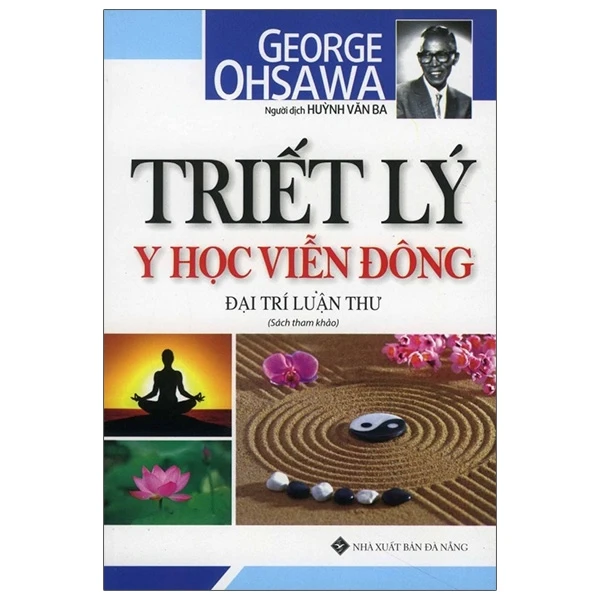 GEORGE
OHSAWA
Người dịch HUỲNH VĂN BA
TRIẾT LÝ
Y HỌC VIỄN ĐÔNG
ĐẠI TRÍ LUẬN THƯ
(Sách tham khảo)
NHÀ XUẤT BẢN ĐÀ NẴNG